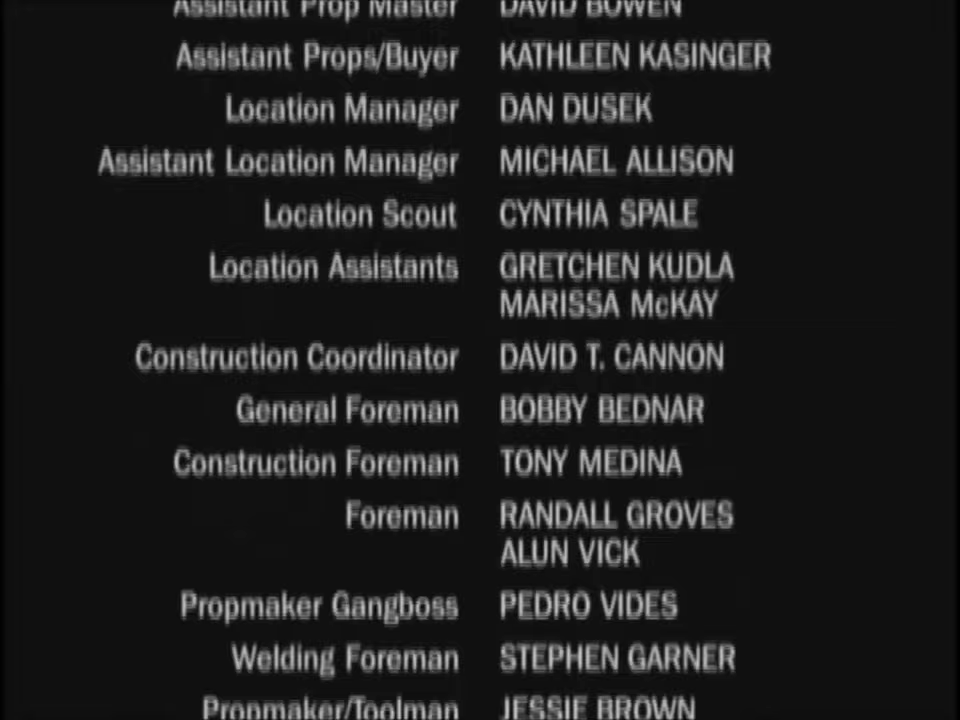 Assistant Prop Master DAVID BOWEN
Assistant Props/Buyer KATHLEEN KASINGER
Location Manager DAN DUSEK
Assistant Location Manager MICHAEL ALLISON
Location Scout CYNTHIA SPALE
Location Assistants GRETCHEN KUDLA
MARISSA McKAY
Construction Coordinator DAVID T. CANNON
General Foreman BOBBY BEDNAR
Construction Foreman TONY MEDINA
Foreman RANDALL GROVES
ALUN VICK
Propmaker Gangboss PEDRO VIDES
Welding Foreman STEPHEN GARNER
Propmaker/Toolman JESSIE BROWN